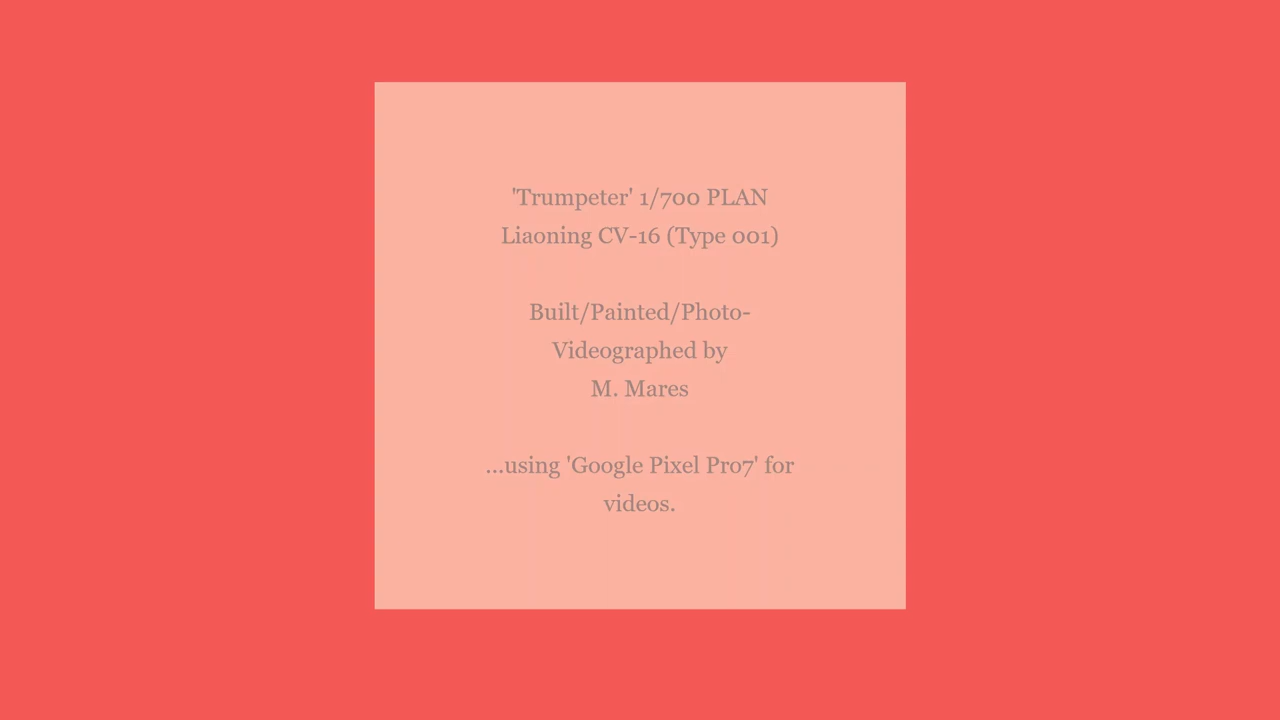 'Trumpeter' 1/700 PLAN
Liaoning CV-16 (Type 001)
Built/Painted/Photo-
Videographed by
M. Mares
...using 'Google Pixel Pro7' for
videos.